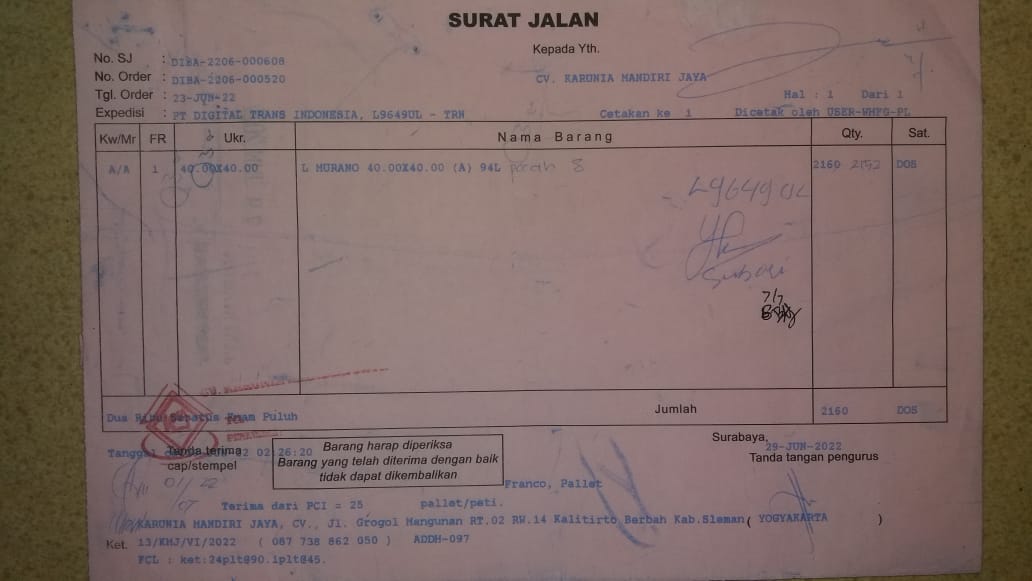 SURAT JALAN
Kepada Yth.
No. SJ : DIBA-2206-000608
No. Order : DIBA-2206-000520
CV. KARUNIA MANDIRI JAYA
Tgl. Order : 23-JUN-22
Hal : 1 Dari 1
Expedisi : PT DIGITAL TRANS INDONESIA, L9649UL - TRN
Cetakan ke 1 Dicetak oleh USER-WHFG-PL
Kw/Mr FR Ukr. Nama Barang Qty. Sat.
A/A 1 40.00X40.00 L MURANO 40.00X40.00 (A) 94L pecah 8 2160 2152 DOS
L9649UL
Subari
7/7
Dua Ribu Seratus Enam Puluh Jumlah 2160 DOS
Surabaya, 29-JUN-2022
Tanggal 02:26:20
Tanda terima
cap/stempel
Barang harap diperiksa
Barang yang telah diterima dengan baik
tidak dapat dikembalikan
Tanda tangan pengurus
Franco, Pallet
Terima dari PCI = 25 pallet/peti.
KARUNIA MANDIRI JAYA, CV., Jl. Grogol Mangunan RT.02 RW.14 Kalitirto Berbah Kab.Sleman ( YOGYAKARTA )
Ket. 13/KMJ/VI/2022 ( 087 738 862 050 ) ADDH-097
FCL : ket:24plt@90.1plt@45.